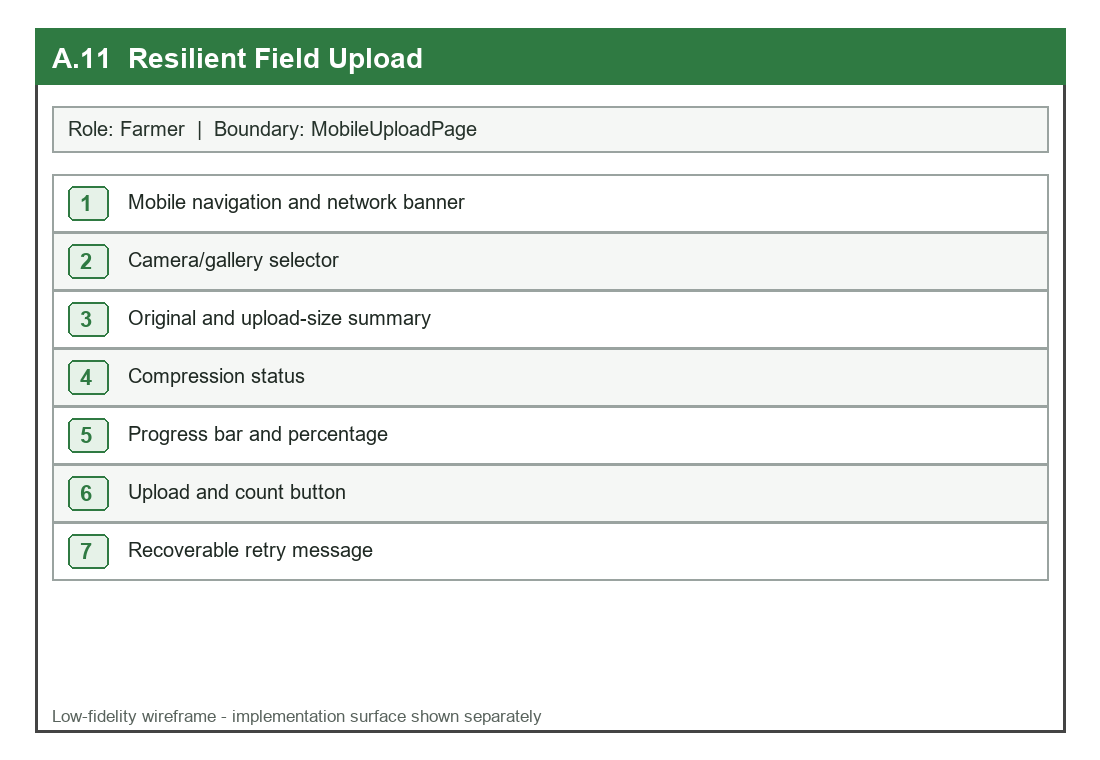 A.11  Resilient Field Upload
Role: Farmer  |  Boundary: MobileUploadPage
1 Mobile navigation and network banner
2 Camera/gallery selector
3 Original and upload-size summary
4 Compression status
5 Progress bar and percentage
6 Upload and count button
7 Recoverable retry message
Low-fidelity wireframe - implementation surface shown separately